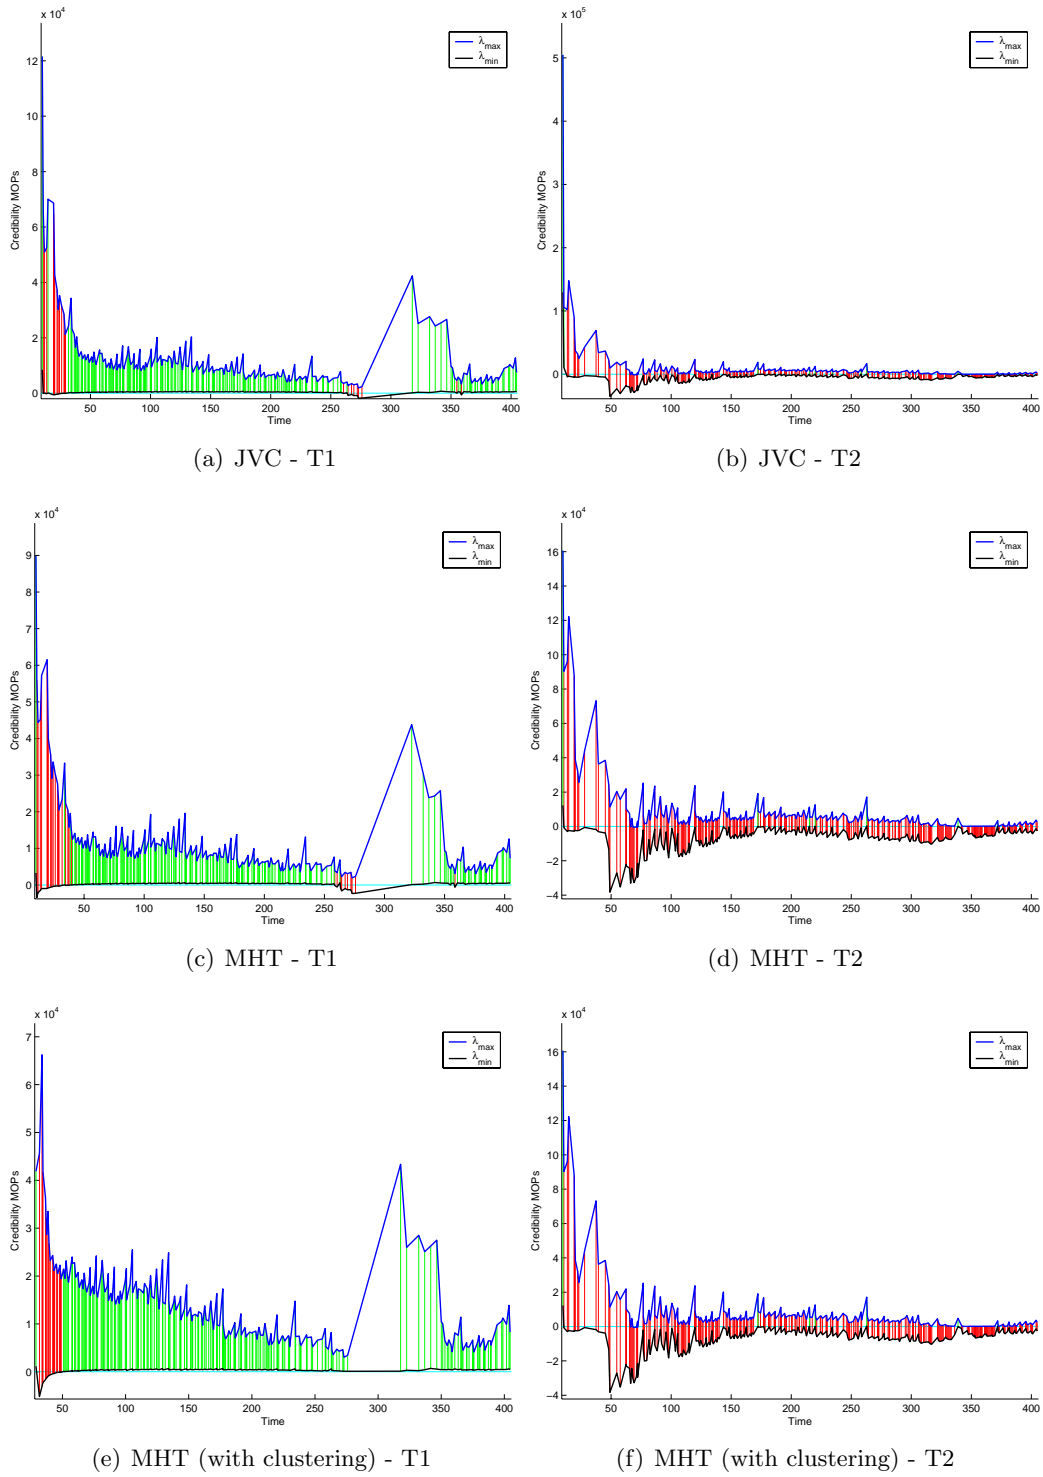 x 10^4
12
10
8
6
4
2
0
Credibility MOPs
λmax
λmin
50 100 150 200 250 300 350 400
Time
(a) JVC - T1
x 10^5
5
4
3
2
1
0
Credibility MOPs
λmax
λmin
50 100 150 200 250 300 350 400
Time
(b) JVC - T2
x 10^4
9
8
7
6
5
4
3
2
1
0
Credibility MOPs
λmax
λmin
50 100 150 200 250 300 350 400
Time
(c) MHT - T1
x 10^4
16
14
12
10
8
6
4
2
0
−2
−4
Credibility MOPs
λmax
λmin
50 100 150 200 250 300 350 400
Time
(d) MHT - T2
x 10^4
7
6
5
4
3
2
1
0
Credibility MOPs
λmax
λmin
50 100 150 200 250 300 350 400
Time
(e) MHT (with clustering) - T1
x 10^4
16
14
12
10
8
6
4
2
0
−2
−4
Credibility MOPs
λmax
λmin
50 100 150 200 250 300 350 400
Time
(f) MHT (with clustering) - T2